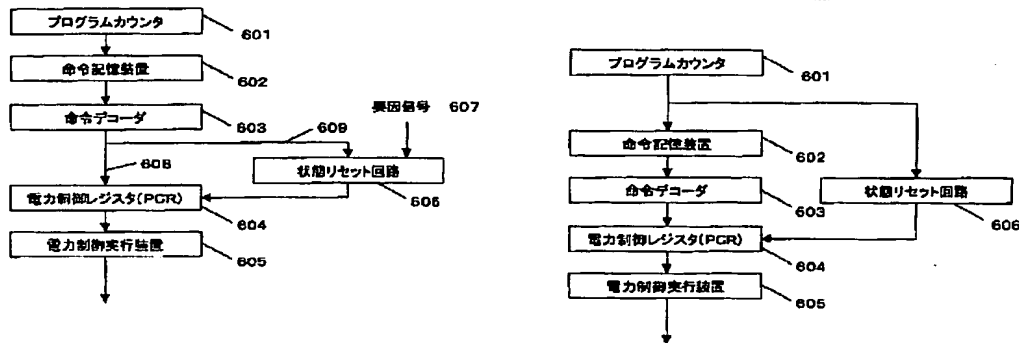 プログラムカウンタ
601
命令記憶装置
602
命令デコーダ
603
609
要因信号 607
608
状態リセット回路
606
電力制御レジスタ(PCR)
604
電力制御実行装置
605
プログラムカウンタ
601
命令記憶装置
602
命令デコーダ
603
状態リセット回路
606
電力制御レジスタ(PCR)
604
電力制御実行装置
605